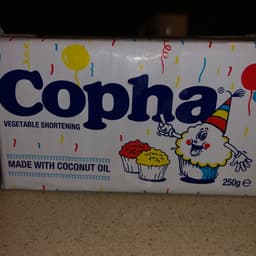 Copha®
VEGETABLE SHORTENING
MADE WITH COCONUT OIL
250g e